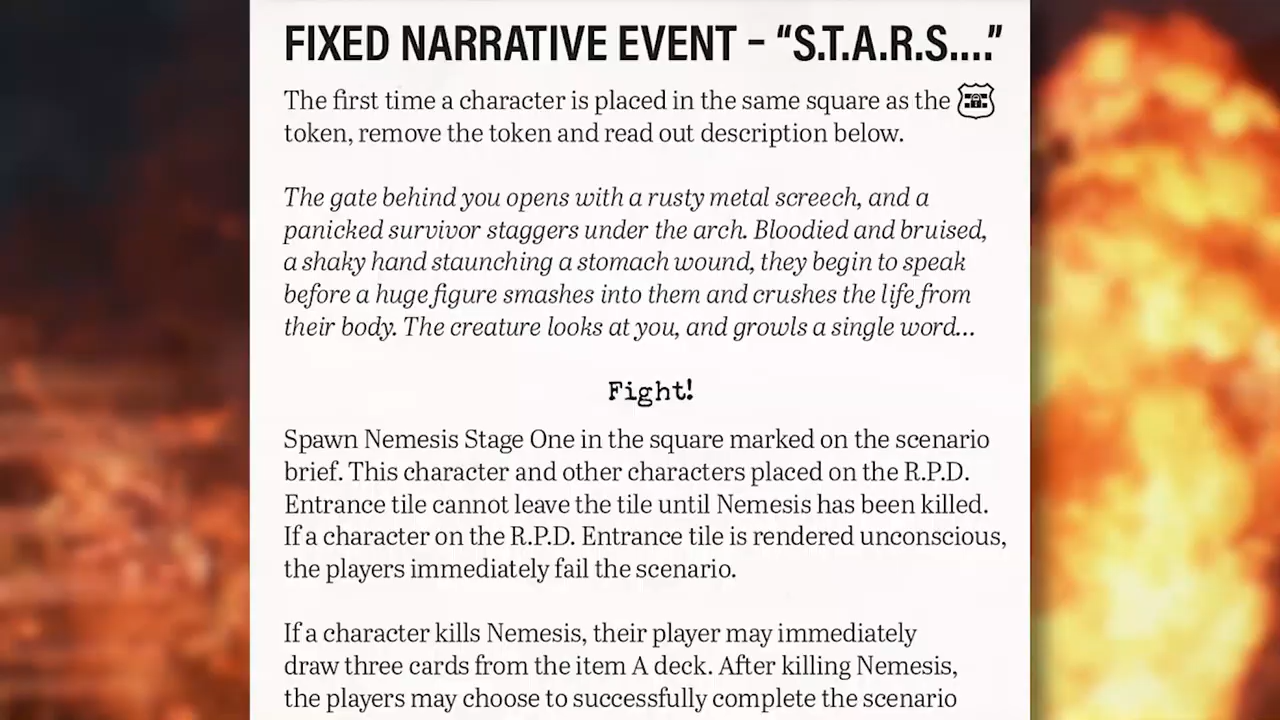 FIXED NARRATIVE EVENT – “S.T.A.R.S....”
The first time a character is placed in the same square as the
token, remove the token and read out description below.
The gate behind you opens with a rusty metal screech, and a
panicked survivor staggers under the arch. Bloodied and bruised,
a shaky hand staunching a stomach wound, they begin to speak
before a huge figure smashes into them and crushes the life from
their body. The creature looks at you, and growls a single word...
Fight!
Spawn Nemesis Stage One in the square marked on the scenario
brief. This character and other characters placed on the R.P.D.
Entrance tile cannot leave the tile until Nemesis has been killed.
If a character on the R.P.D. Entrance tile is rendered unconscious,
the players immediately fail the scenario.
If a character kills Nemesis, their player may immediately
draw three cards from the item A deck. After killing Nemesis,
the players may choose to successfully complete the scenario